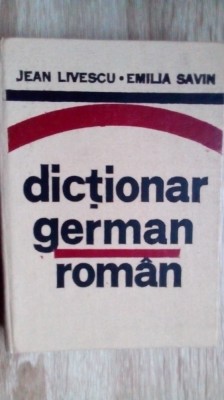 JEAN LIVESCU • EMILIA SAVIN
dicționar
german
român